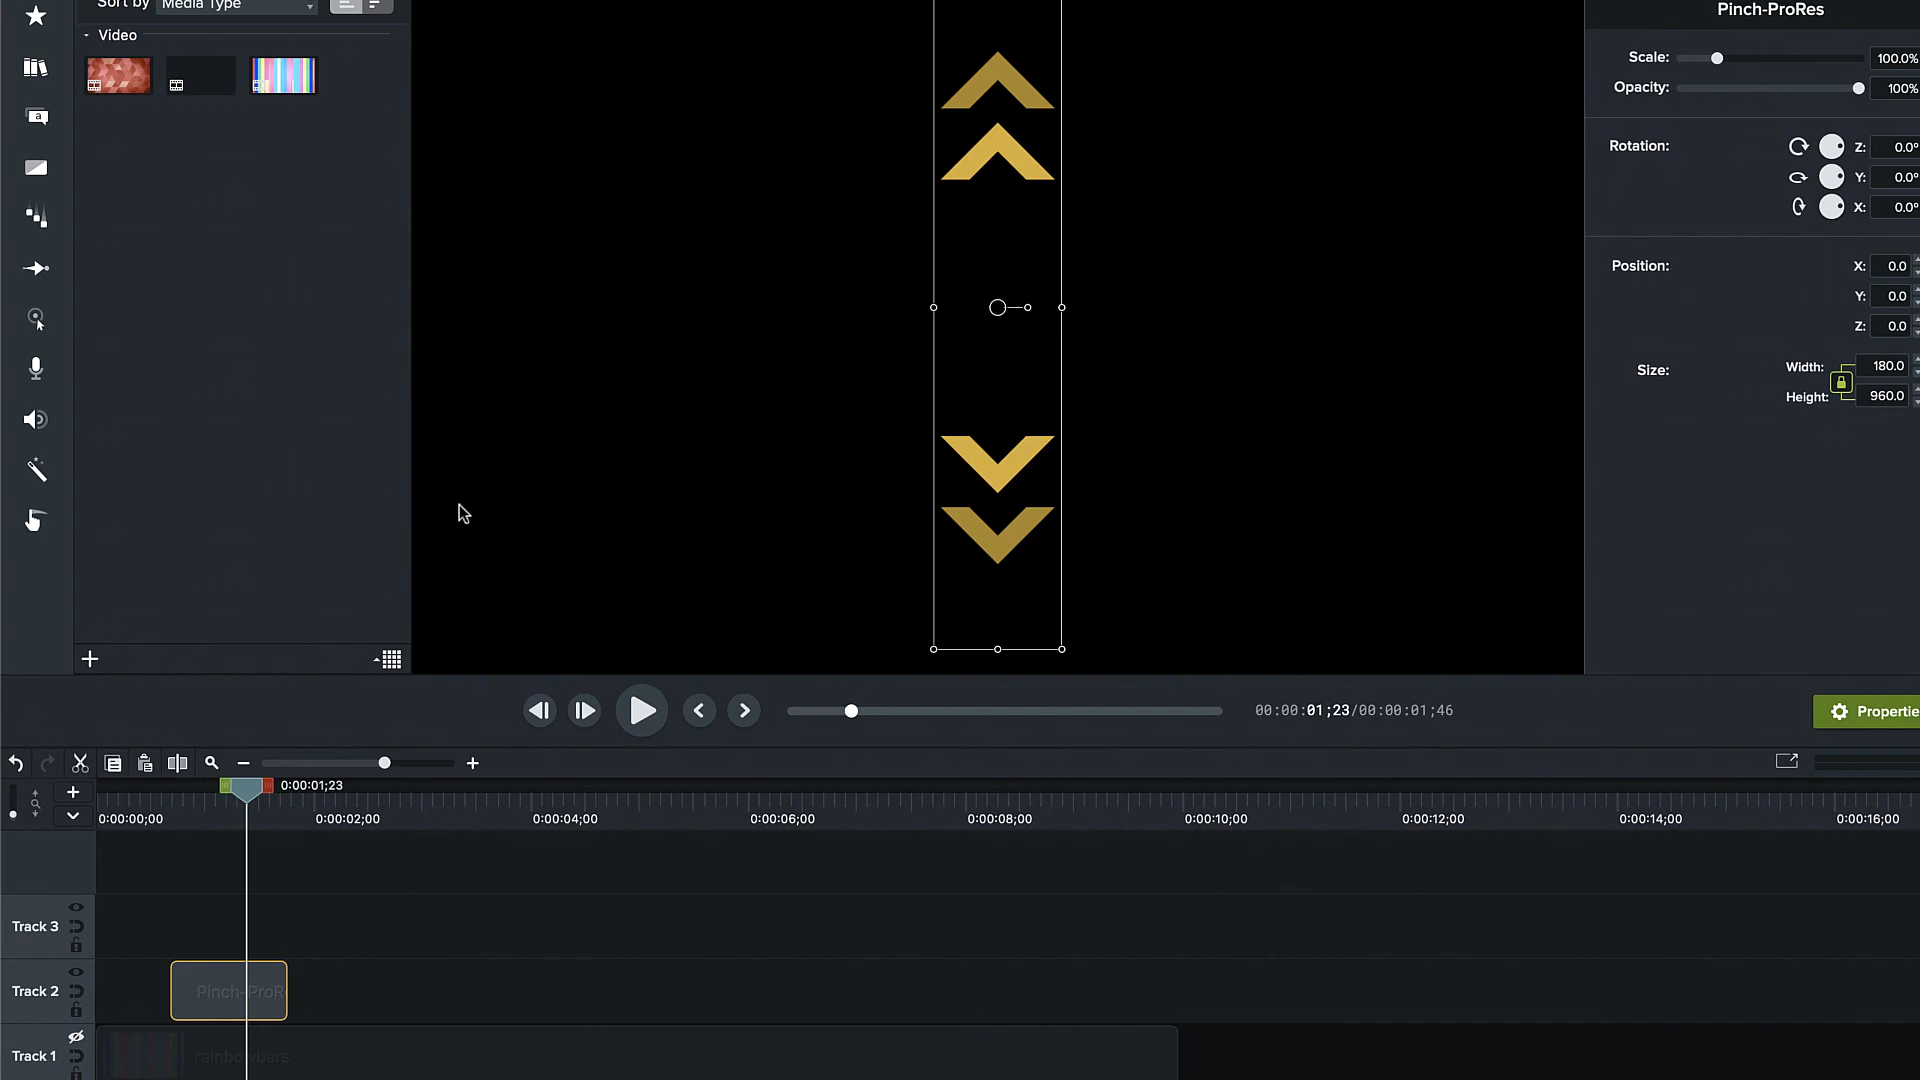 Sort by Media Type
Pinch-ProRes
Video
Scale: 100.0%
Opacity: 100%
Rotation: Z: 0.0°
Y: 0.0°
X: 0.0°
Position: X: 0.0
Y: 0.0
Z: 0.0
Size: Width: 180.0
Height: 960.0
a
00:00:01;23/00:00:01;46
Propertie
0:00:01;23
0:00:00;00 0:00:02;00 0:00:04;00 0:00:06;00 0:00:08;00 0:00:10;00 0:00:12;00 0:00:14;00 0:00:16;00
Track 3
Track 2
Pinch-ProR
Track 1
rainbowbars